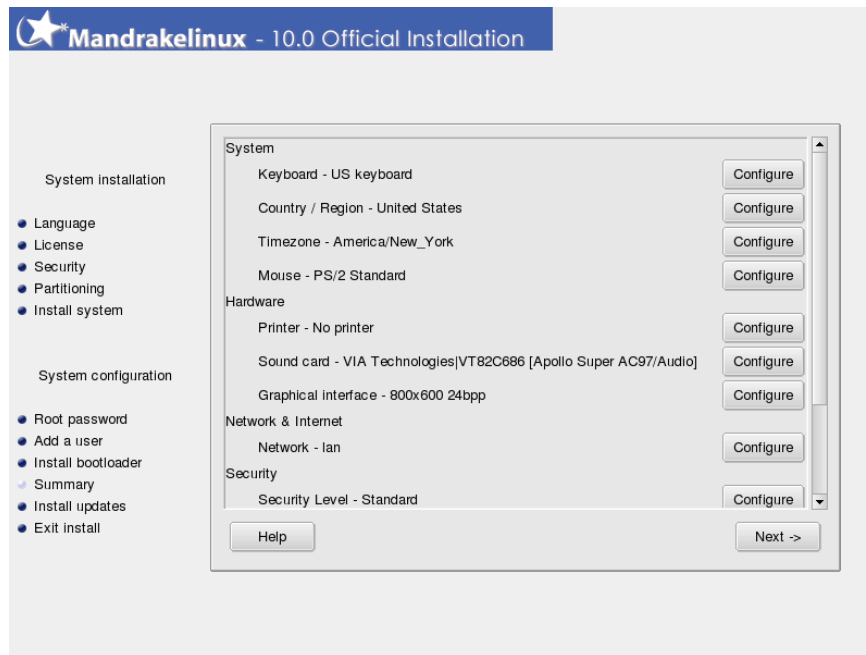 Mandrakelinux - 10.0 Official Installation
System installation
Language
License
Security
Partitioning
Install system
System configuration
Root password
Add a user
Install bootloader
Summary
Install updates
Exit install
System
Keyboard - US keyboard Configure
Country / Region - United States Configure
Timezone - America/New_York Configure
Mouse - PS/2 Standard Configure
Hardware
Printer - No printer Configure
Sound card - VIA Technologies|VT82C686 [Apollo Super AC97/Audio] Configure
Graphical interface - 800x600 24bpp Configure
Network & Internet
Network - lan Configure
Security
Security Level - Standard Configure
Help Next ->